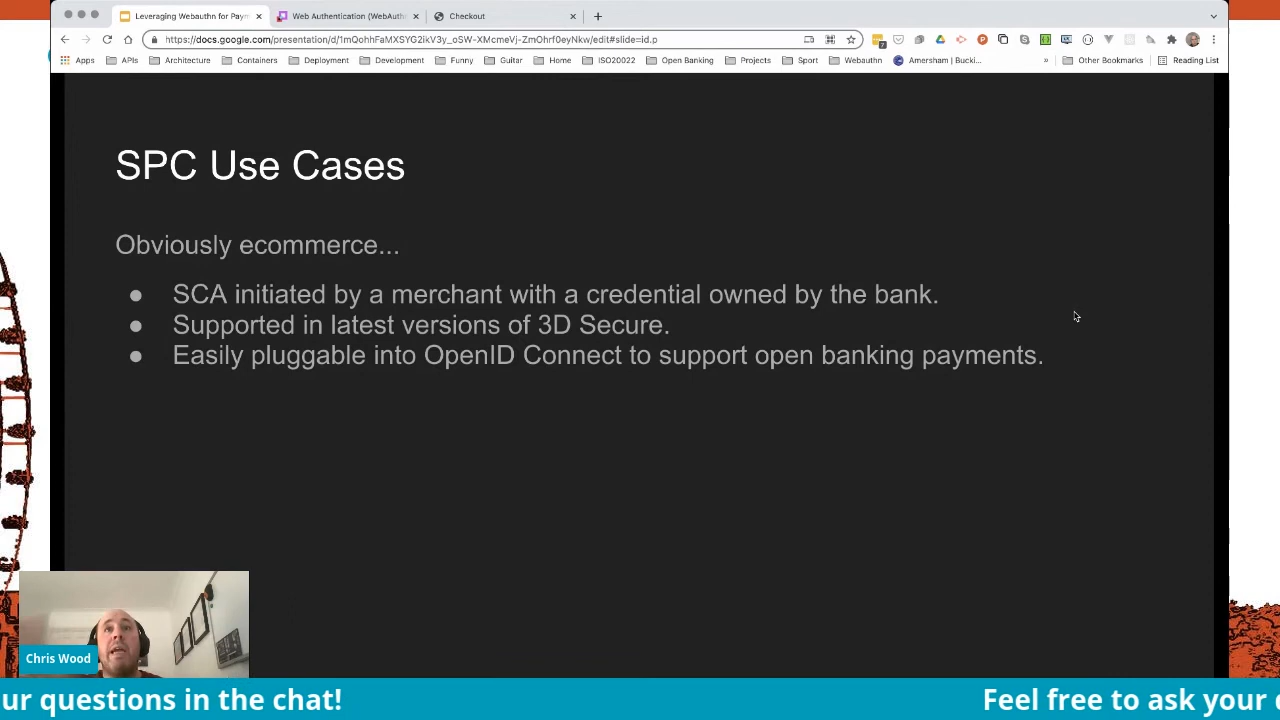 Leveraging Webauthn for Payn
Web Authentication (WebAuthn
Checkout
https://docs.google.com/presentation/d/1mQohhFaMXSYG2ikV3y_oSW-XMcmeVj-ZmOhrf0eyNkw/edit#slide=id.p
Apps
APIs
Architecture
Containers
Deployment
Development
Funny
Guitar
Home
ISO20022
Open Banking
Projects
Sport
Webauthn
Amersham | Bucki...
»
Other Bookmarks
Reading List
SPC Use Cases
Obviously ecommerce...
● SCA initiated by a merchant with a credential owned by the bank.
● Supported in latest versions of 3D Secure.
● Easily pluggable into OpenID Connect to support open banking payments.
Chris Wood
ur questions in the chat!
Feel free to ask your